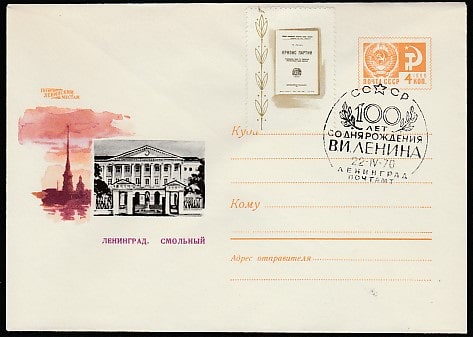 ПОЧТА СССР
4 КОП.
КРИЗИС ПАРТИИ
СССР
100
ЛЕТ
СО ДНЯ РОЖДЕНИЯ
В.И.ЛЕНИНА
22-IV-70
ЛЕНИНГРАД
ПОЧТАМТ
Куда
Кому
Адрес отправителя
ЛЕНИНГРАД. СМОЛЬНЫЙ